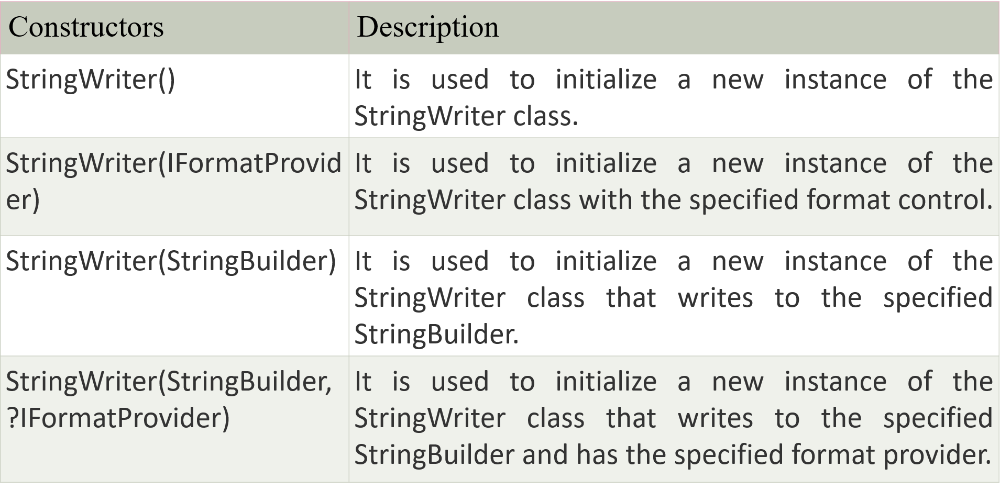 Constructors
Description
StringWriter()
It is used to initialize a new instance of the
StringWriter class.
StringWriter(IFormatProvid
er)
It is used to initialize a new instance of the
StringWriter class with the specified format control.
StringWriter(StringBuilder)
It is used to initialize a new instance of the
StringWriter class that writes to the specified
StringBuilder.
StringWriter(StringBuilder,
?IFormatProvider)
It is used to initialize a new instance of the
StringWriter class that writes to the specified
StringBuilder and has the specified format provider.